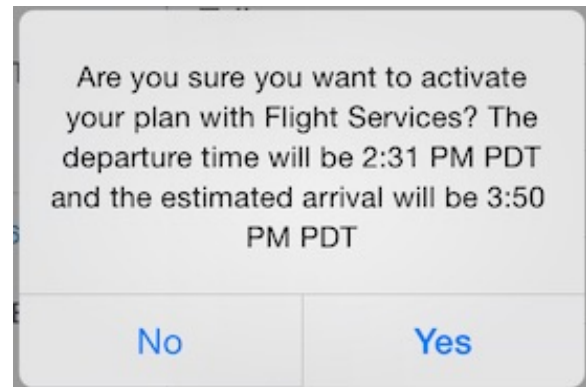 Are you sure you want to activate
your plan with Flight Services? The
departure time will be 2:31 PM PDT
and the estimated arrival will be 3:50
PM PDT
No
Yes